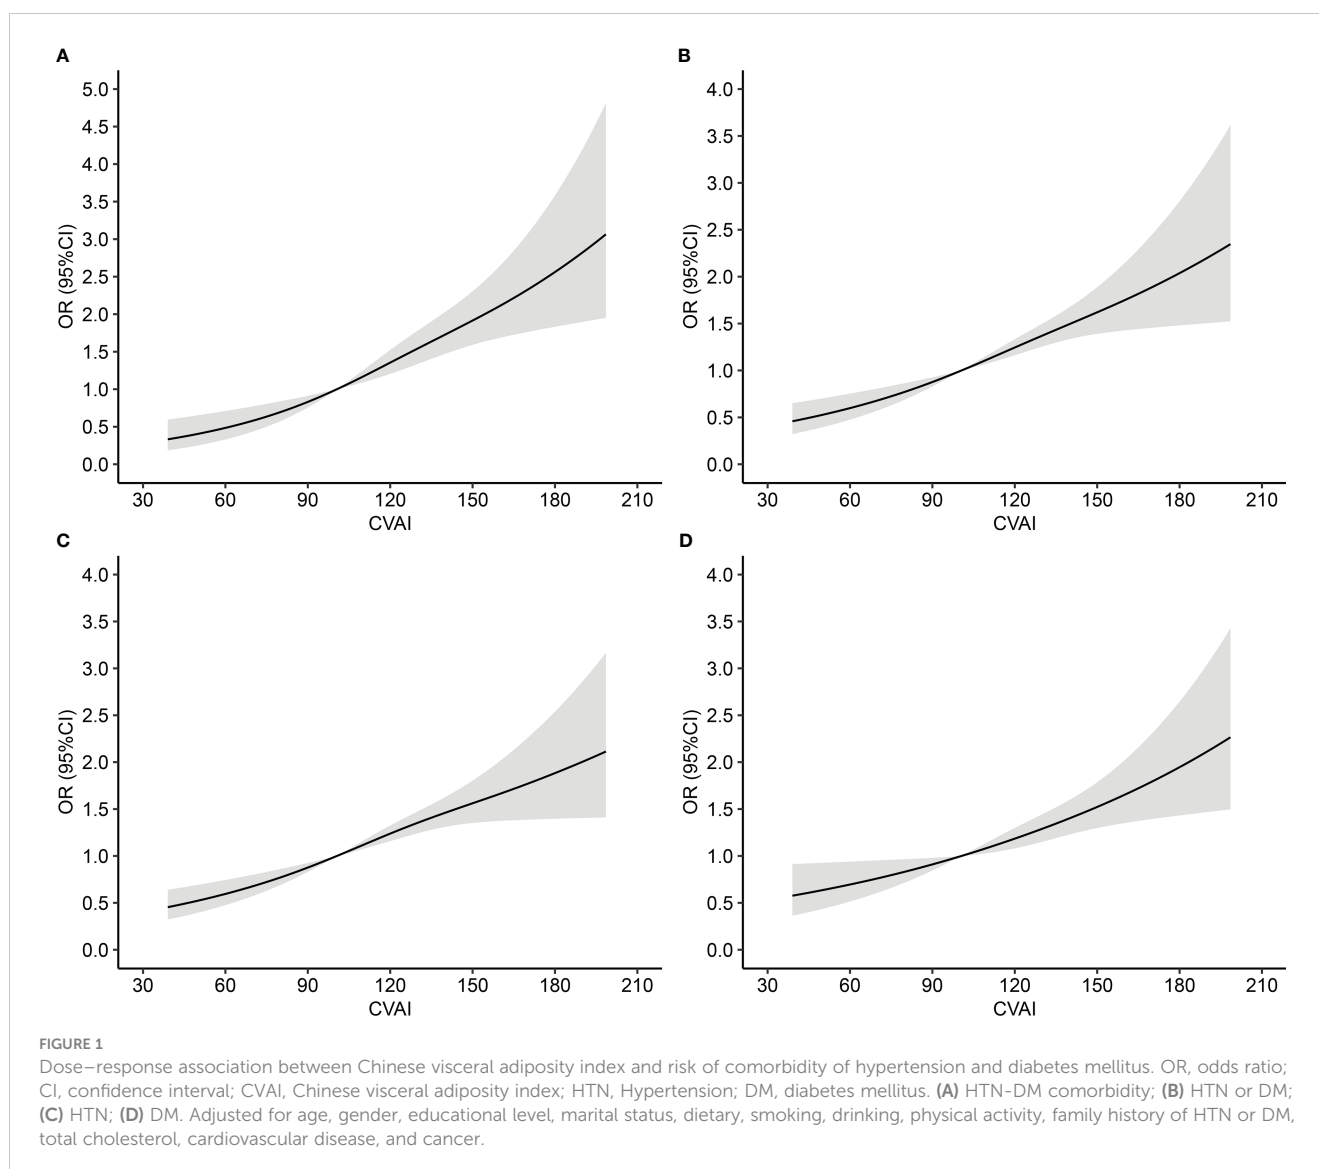 A
5.0
4.5
4.0
3.5
3.0
2.5
2.0
1.5
1.0
0.5
0.0
OR (95%CI)
30 60 90 120 150 180 210
CVAI
B
4.0
3.5
3.0
2.5
2.0
1.5
1.0
0.5
0.0
OR (95%CI)
30 60 90 120 150 180 210
CVAI
C
4.0
3.5
3.0
2.5
2.0
1.5
1.0
0.5
0.0
OR (95%CI)
30 60 90 120 150 180 210
CVAI
D
4.0
3.5
3.0
2.5
2.0
1.5
1.0
0.5
0.0
OR (95%CI)
30 60 90 120 150 180 210
CVAI
FIGURE 1
Dose–response association between Chinese visceral adiposity index and risk of comorbidity of hypertension and diabetes mellitus. OR, odds ratio;
CI, confidence interval; CVAI, Chinese visceral adiposity index; HTN, Hypertension; DM, diabetes mellitus. (A) HTN-DM comorbidity; (B) HTN or DM;
(C) HTN; (D) DM. Adjusted for age, gender, educational level, marital status, dietary, smoking, drinking, physical activity, family history of HTN or DM,
total cholesterol, cardiovascular disease, and cancer.